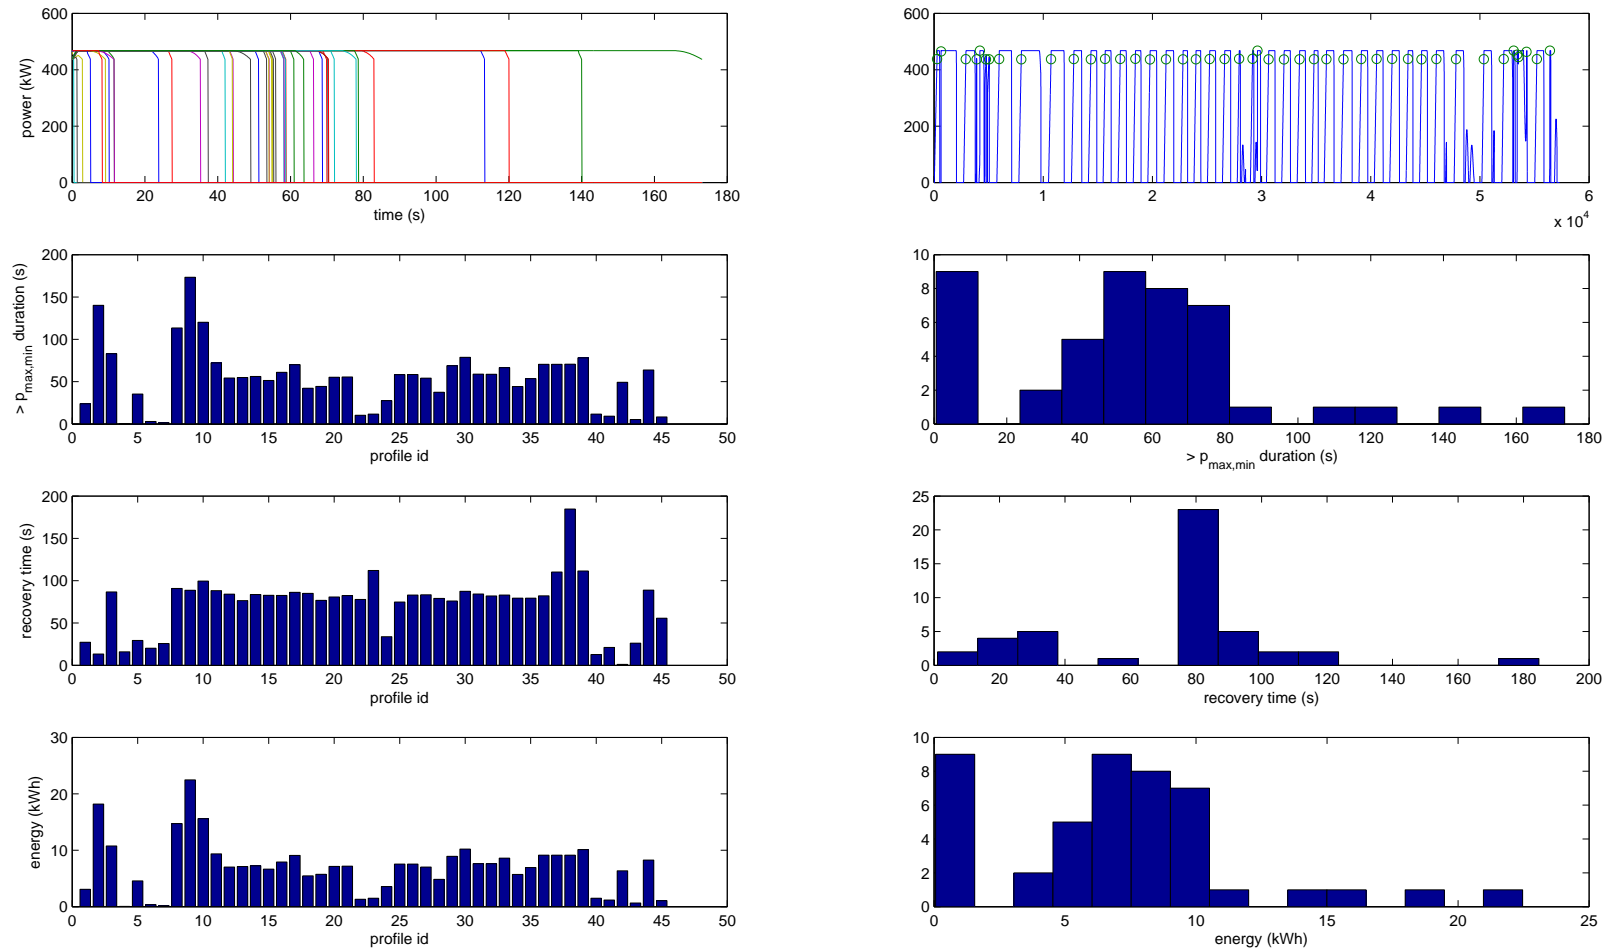 600
400
200
0
power (kW)
0 20 40 60 80 100 120 140 160 180
time (s)
600
400
200
0
0 1 2 3 4 5 6
x 10^4
200
150
100
50
0
> p_max,min duration (s)
0 5 10 15 20 25 30 35 40 45 50
profile id
10
8
6
4
2
0
0 20 40 60 80 100 120 140 160 180
> p_max,min duration (s)
200
150
100
50
0
recovery time (s)
0 5 10 15 20 25 30 35 40 45 50
profile id
25
20
15
10
5
0
0 20 40 60 80 100 120 140 160 180 200
recovery time (s)
30
20
10
0
energy (kWh)
0 5 10 15 20 25 30 35 40 45 50
profile id
10
8
6
4
2
0
0 5 10 15 20 25
energy (kWh)